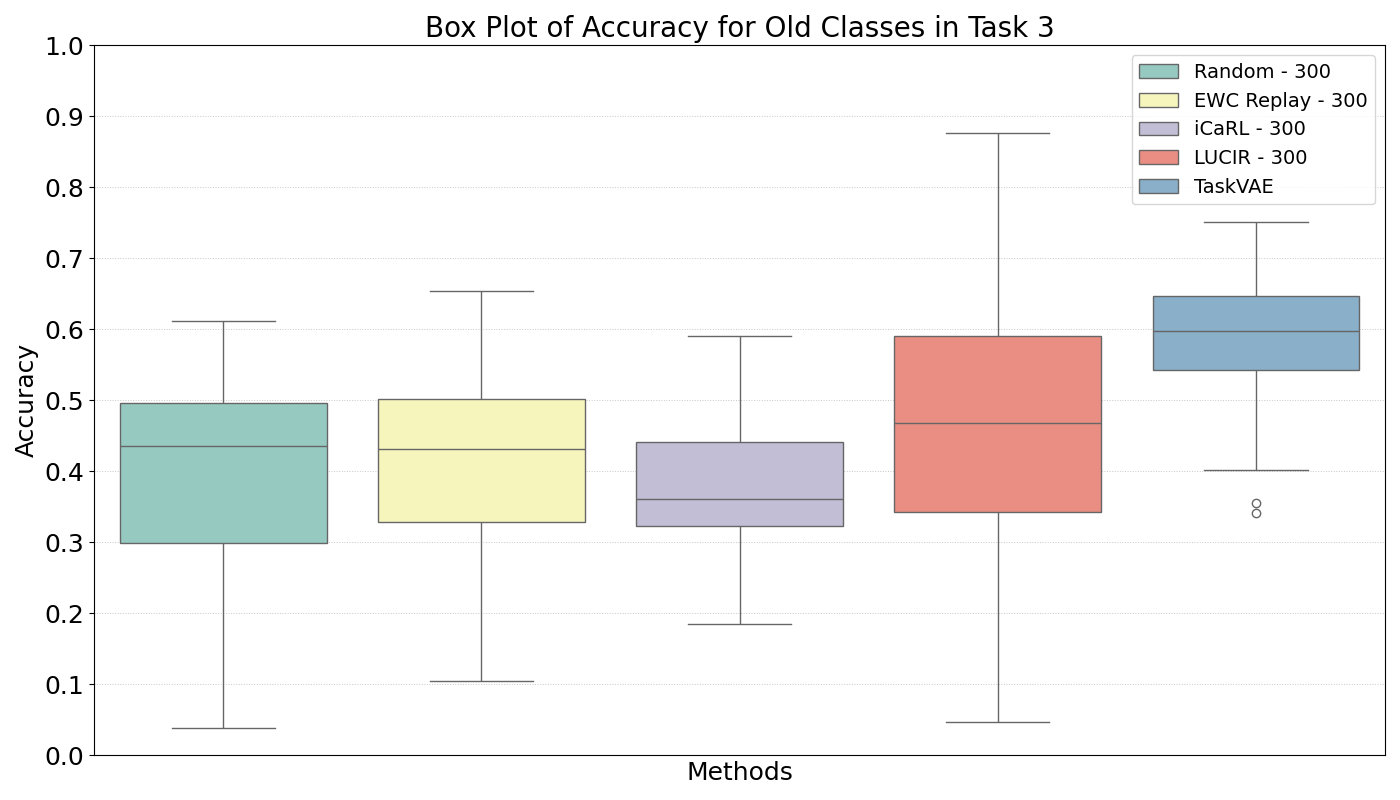 Box Plot of Accuracy for Old Classes in Task 3
1.0
0.9
0.8
0.7
0.6
0.5
0.4
0.3
0.2
0.1
0.0
Accuracy
Methods
Random - 300
EWC Replay - 300
iCaRL - 300
LUCIR - 300
TaskVAE